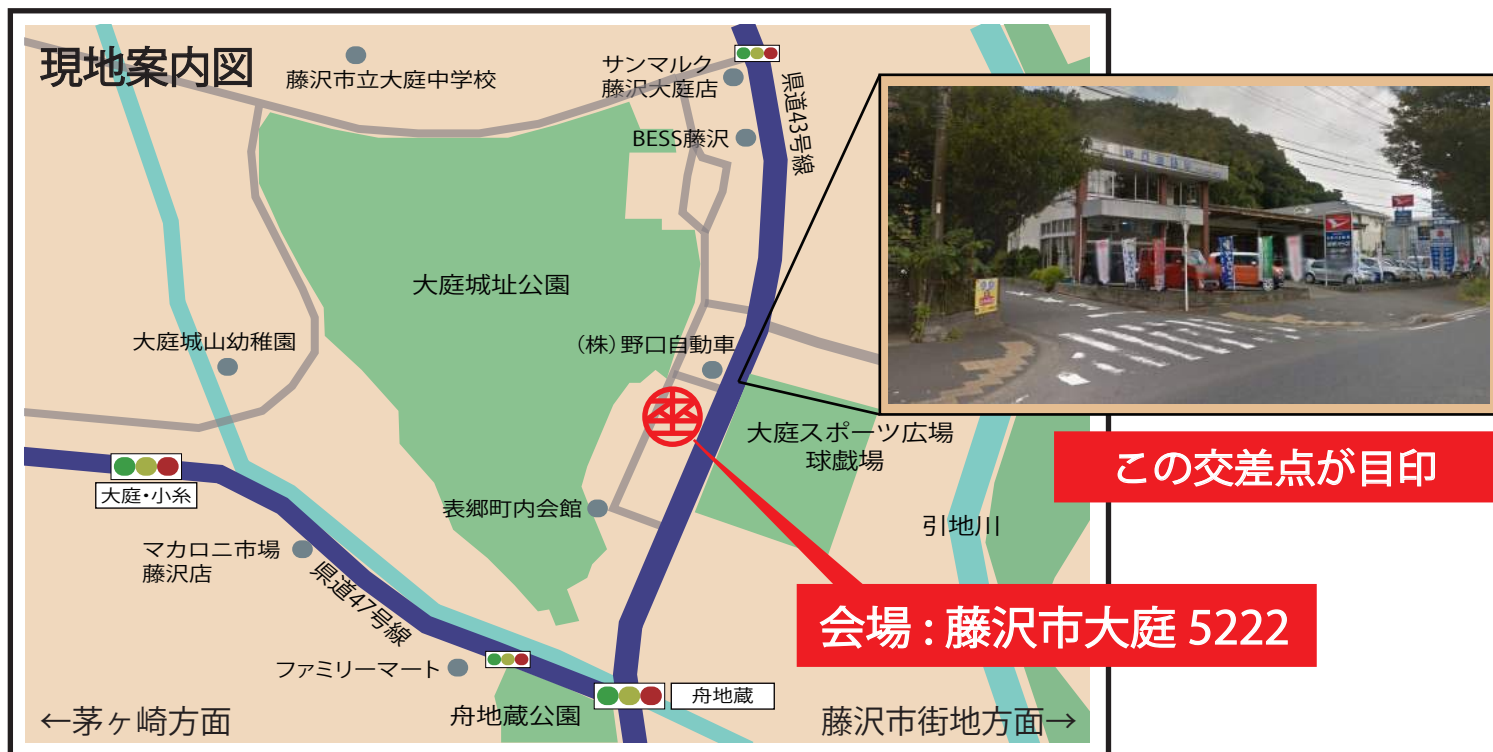 現地案内図
藤沢市立大庭中学校
サンマルク
藤沢大庭店
県道43号線
BESS藤沢
大庭城址公園
大庭城山幼稚園
(株)野口自動車
大庭スポーツ広場
球戯場
この交差点が目印
大庭・小糸
表郷町内会館
引地川
マカロニ市場
藤沢店
県道47号線
会場 : 藤沢市大庭 5222
ファミリーマート
舟地蔵
舟地蔵公園
←茅ヶ崎方面
藤沢市街地方面→